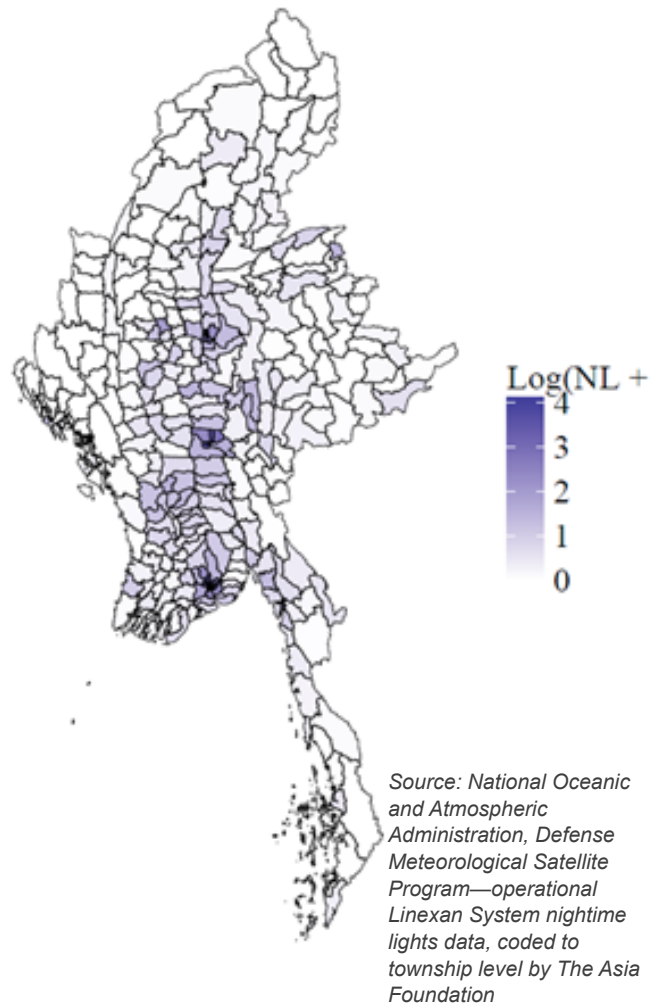 Log(NL +
4
3
2
1
0
Source: National Oceanic
and Atmospheric
Administration, Defense
Meteorological Satellite
Program—operational
Linexan System nightime
lights data, coded to
township level by The Asia
Foundation